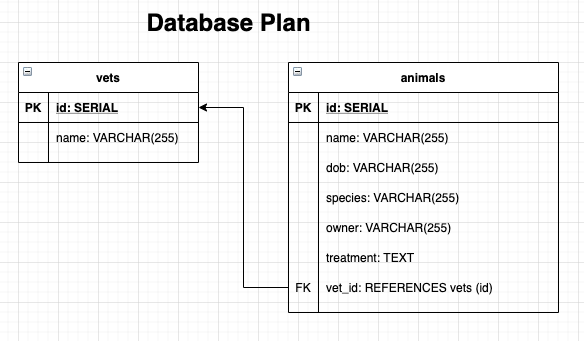 Database Plan
vets
PK id: SERIAL
name: VARCHAR(255)
animals
PK id: SERIAL
name: VARCHAR(255)
dob: VARCHAR(255)
species: VARCHAR(255)
owner: VARCHAR(255)
treatment: TEXT
FK vet_id: REFERENCES vets (id)